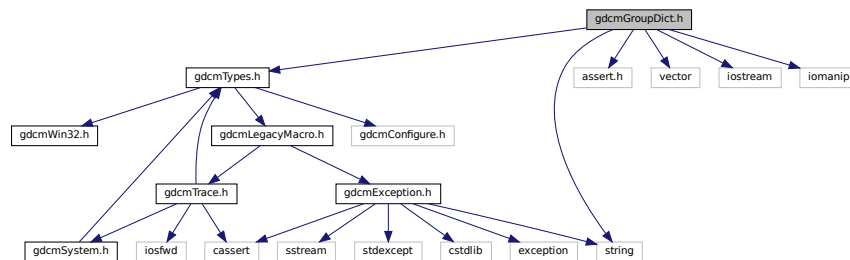 gdcmGroupDict.h
gdcmTypes.h
assert.h
vector
iostream
iomanip
gdcmWin32.h
gdcmLegacyMacro.h
gdcmConfigure.h
gdcmTrace.h
gdcmException.h
gdcmSystem.h
iosfwd
cassert
sstream
stdexcept
cstdlib
exception
string